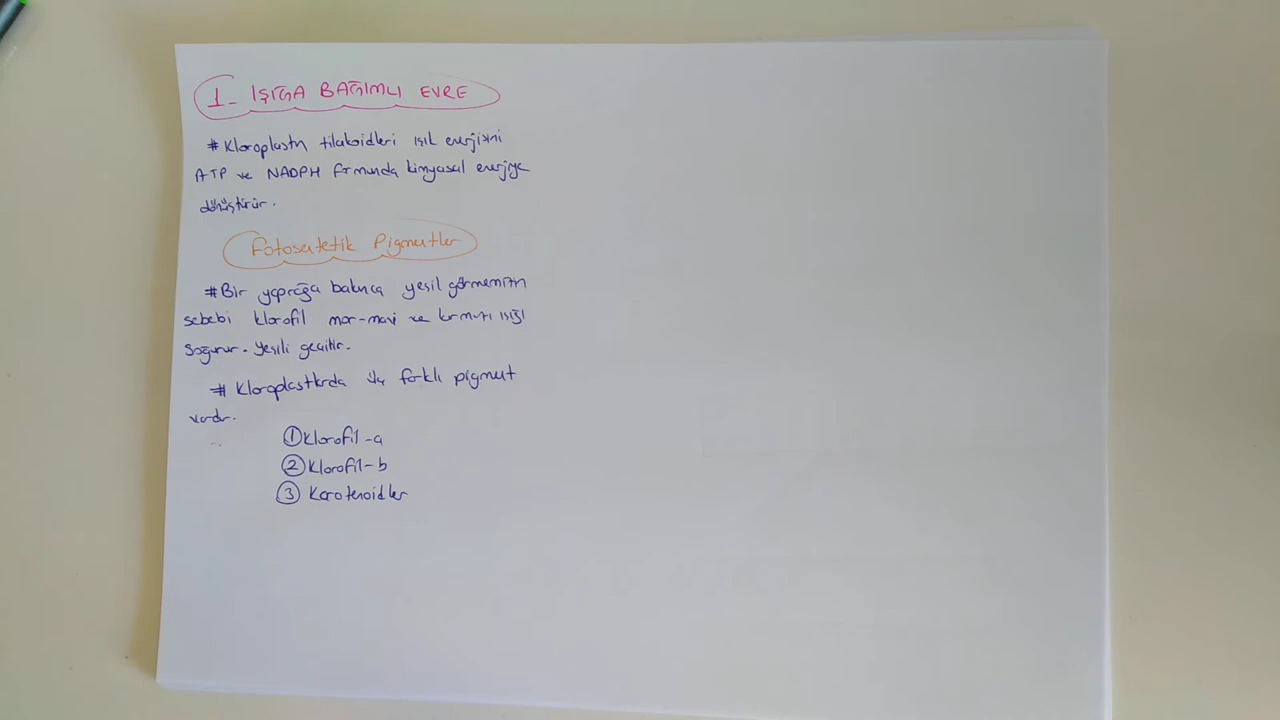 1- IŞIĞA BAĞIMLI EVRE
# Kloroplastın tilakoidleri ışık enerjisini
ATP ve NADPH formunda kimyasal enerjiye
dönüştürür.
Fotosentetik Pigmentler
# Bir yaprağa bakınca yeşil görmemizin
sebebi klorofil mor-mavi ve kırmızı ışığı
Soğurur. Yeşili geçirir.
# Kloroplastlarda üç farklı pigment
vardır.
① Klorofil-a
② Klorofil-b
③ Karotenoidler